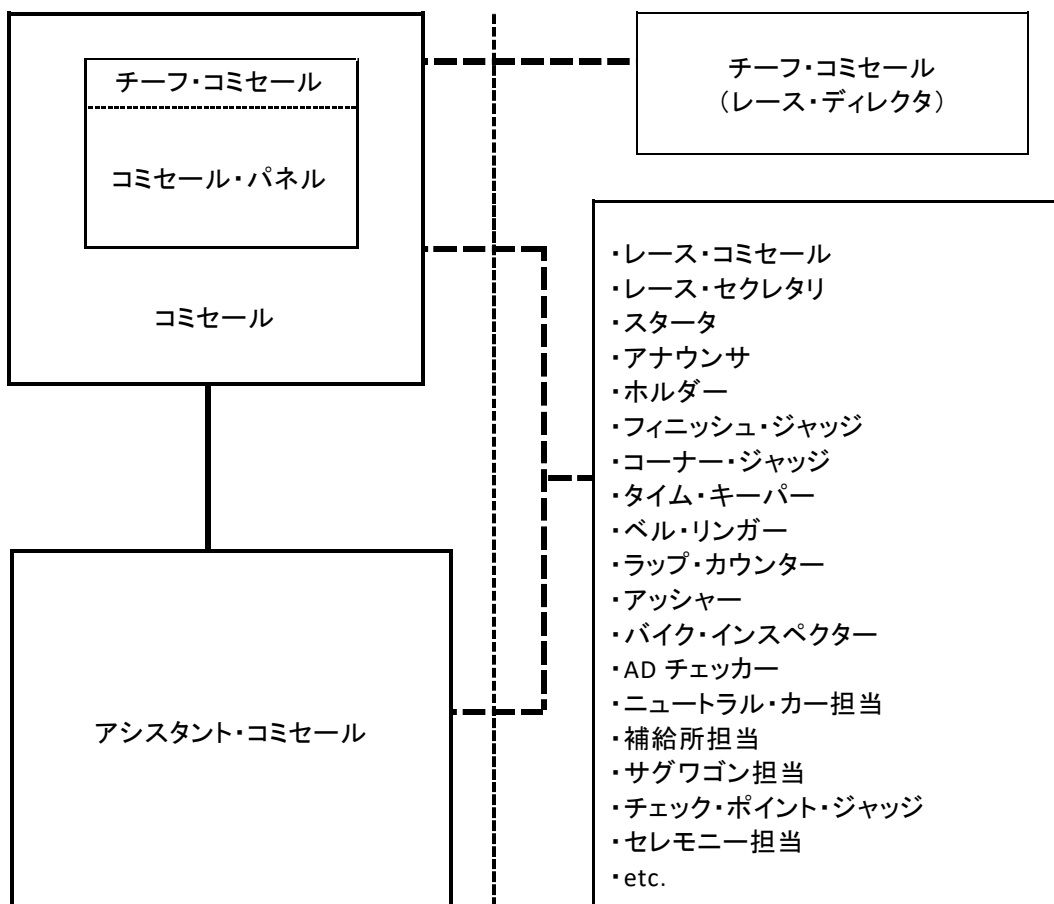 チーフ・コミセール
コミセール・パネル
コミセール
アシスタント・コミセール
チーフ・コミセール
(レース・ディレクタ)
・レース・コミセール
・レース・セクレタリ
・スタータ
・アナウンサ
・ホルダー
・フィニッシュ・ジャッジ
・コーナー・ジャッジ
・タイム・キーパー
・ベル・リンガー
・ラップ・カウンター
・アッシャー
・バイク・インスペクター
・AD チェッカー
・ニュートラル・カー担当
・補給所担当
・サグワゴン担当
・チェック・ポイント・ジャッジ
・セレモニー担当
・etc.